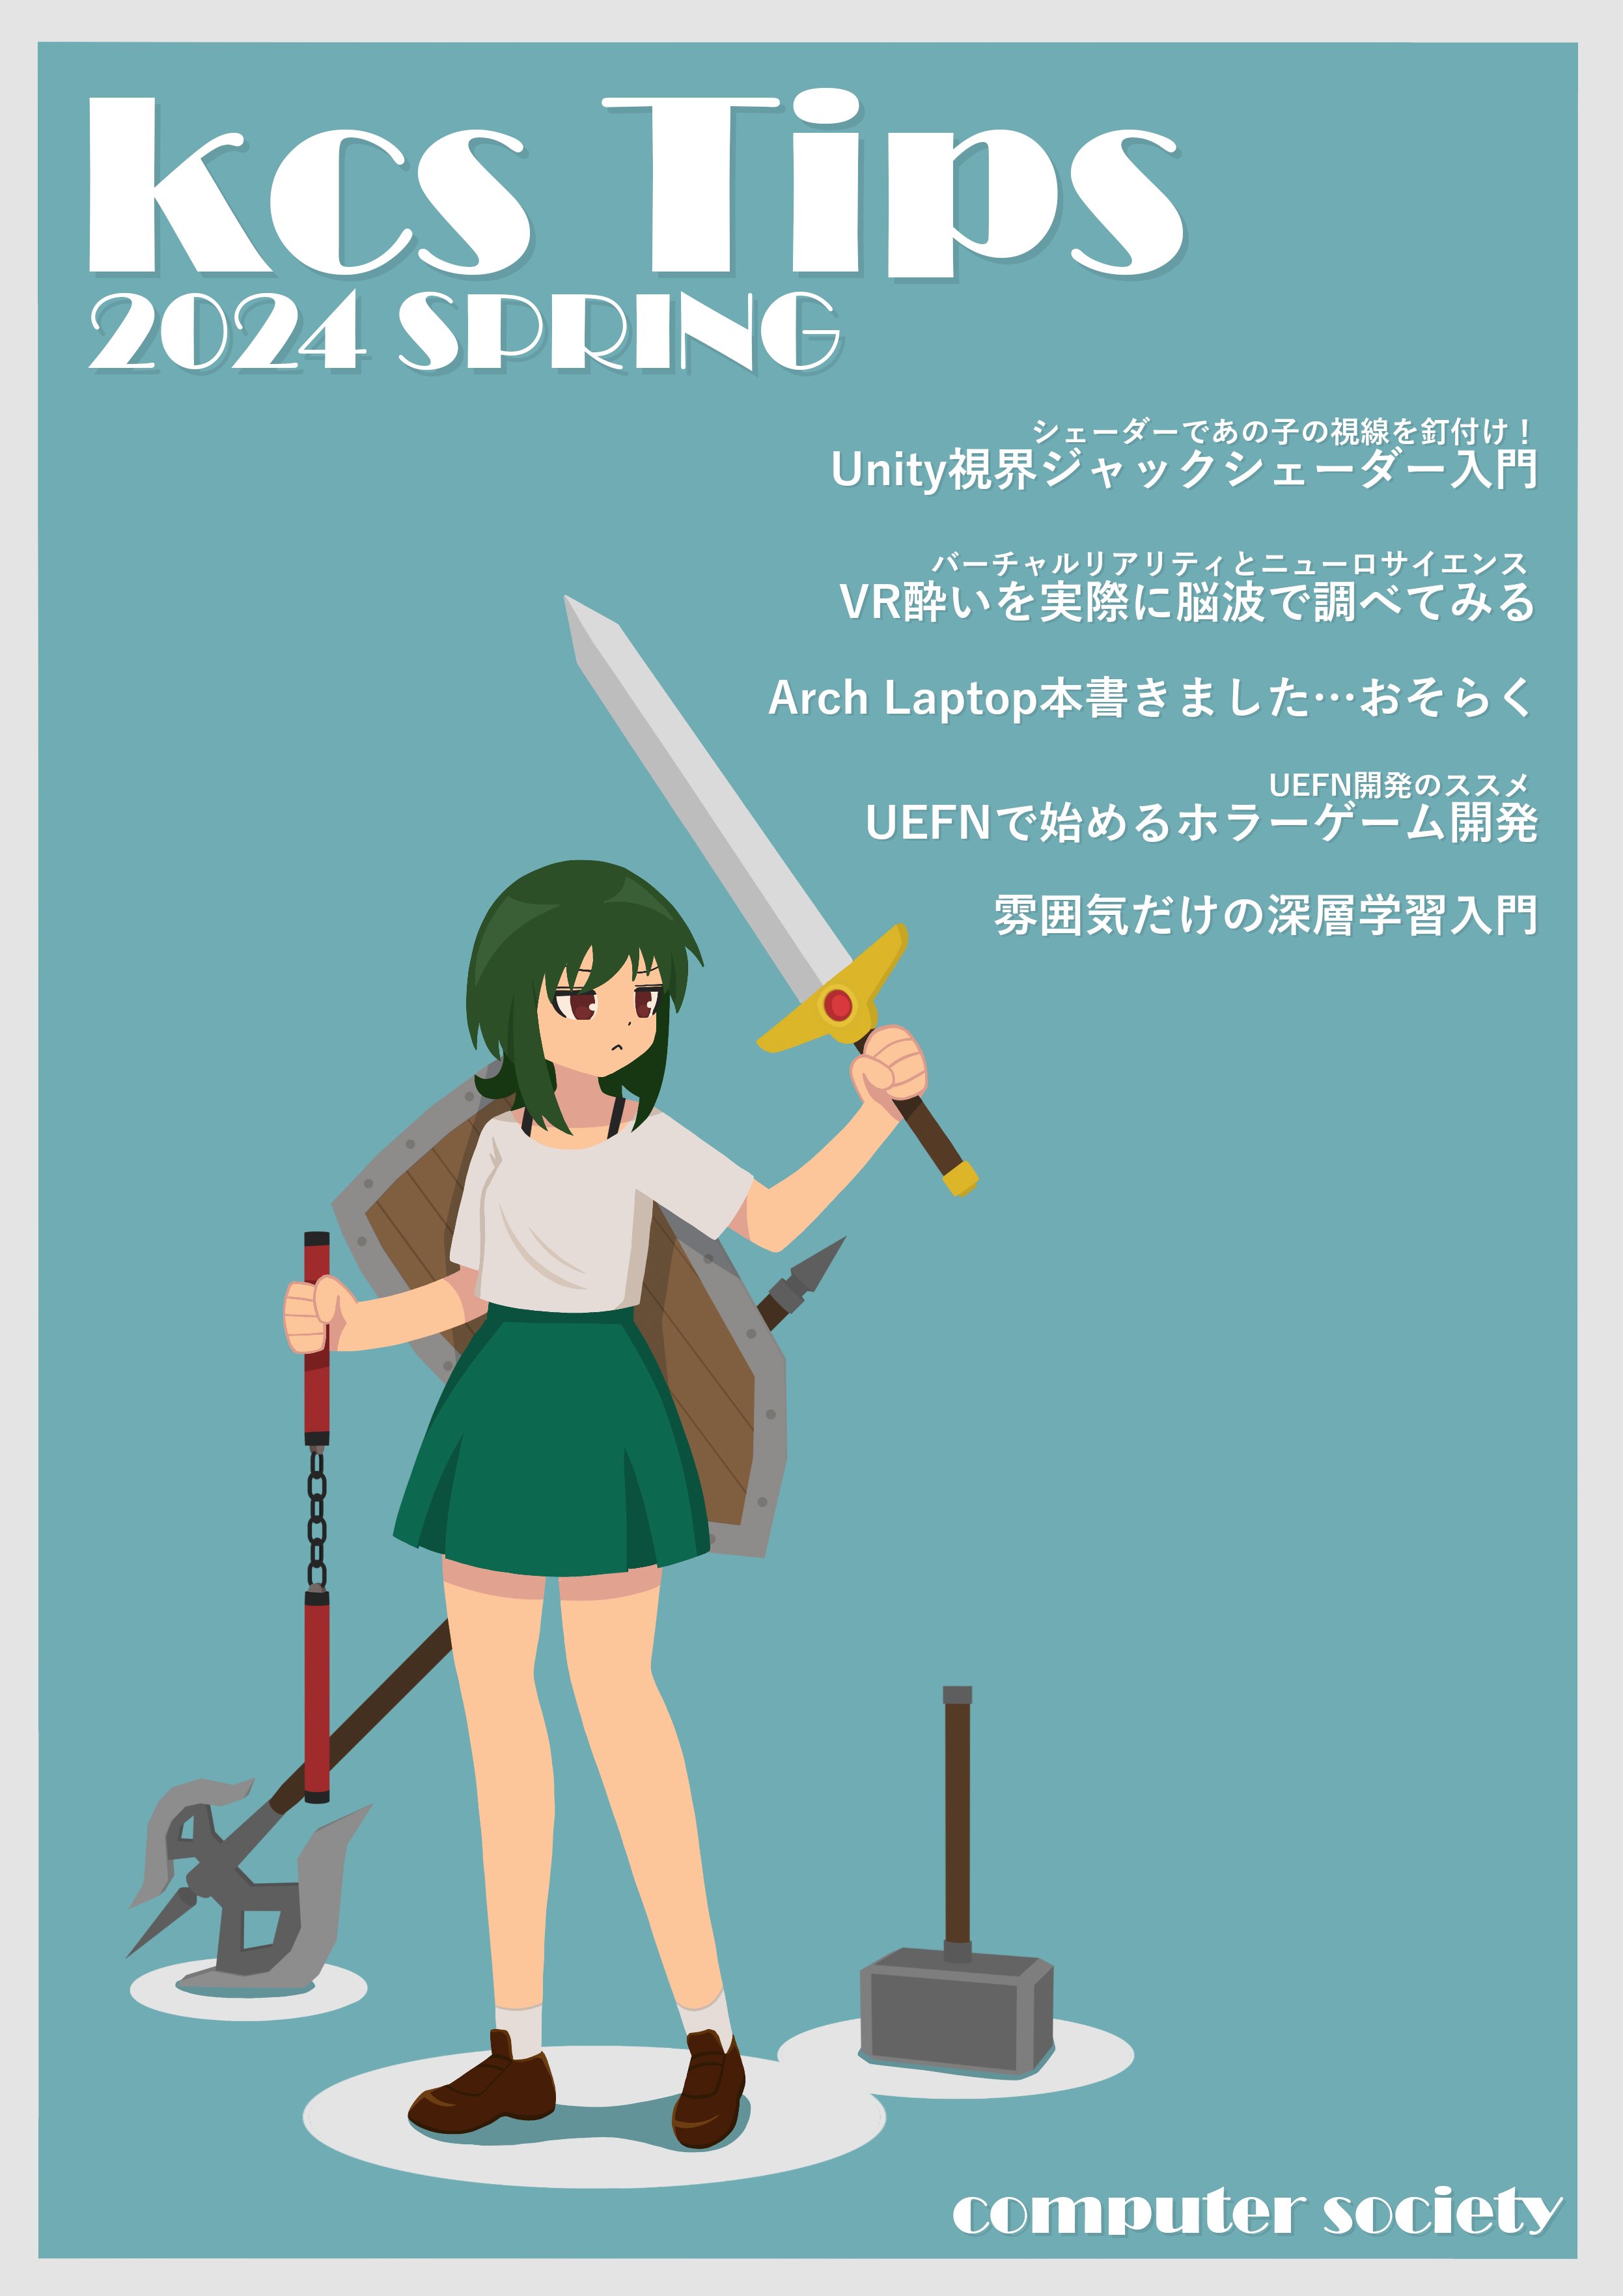 kcs Tips
2024 SPRING
シェーダーであの子の視線を釘付け！
Unity視界ジャックシェーダー入門
バーチャルリアリティとニューロサイエンス
VR酔いを実際に脳波で調べてみる
Arch Laptop本書きました…おそらく
UEFN開発のススメ
UEFNで始めるホラーゲーム開発
雰囲気だけの深層学習入門
computer society